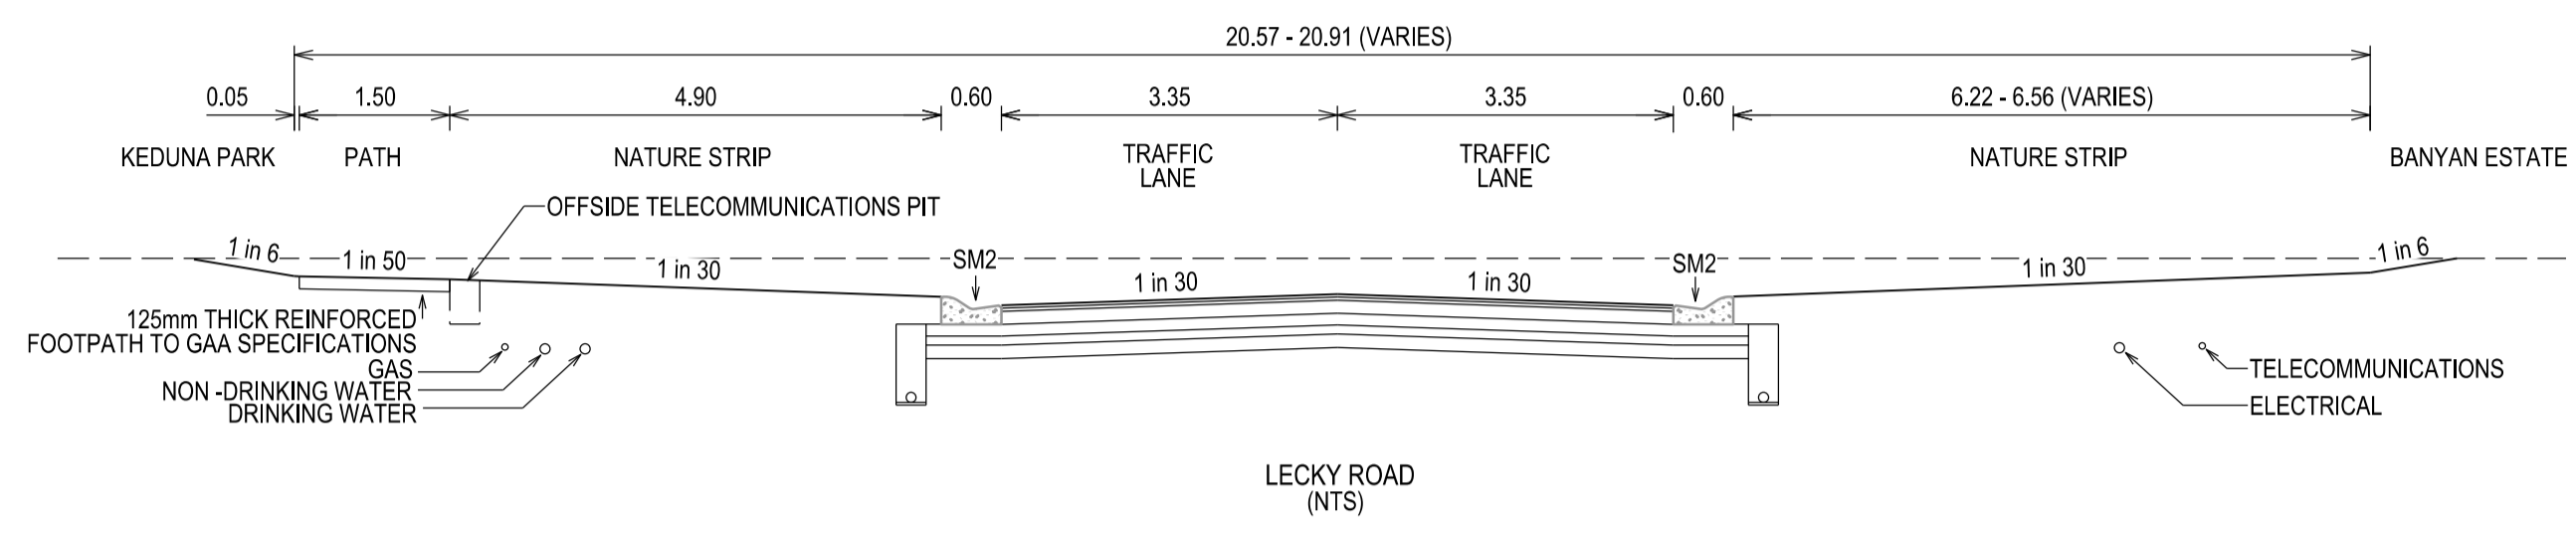 20.57 - 20.91 (VARIES)
0.05
1.50
4.90
0.60
3.35
3.35
0.60
6.22 - 6.56 (VARIES)
KEDUNA PARK
PATH
NATURE STRIP
TRAFFIC
LANE
TRAFFIC
LANE
NATURE STRIP
BANYAN ESTATE
OFFSIDE TELECOMMUNICATIONS PIT
1 in 6
1 in 50
1 in 30
SM2
1 in 30
1 in 30
SM2
1 in 30
1 in 6
125mm THICK REINFORCED
FOOTPATH TO GAA SPECIFICATIONS
GAS
NON -DRINKING WATER
DRINKING WATER
TELECOMMUNICATIONS
ELECTRICAL
LECKY ROAD
(NTS)